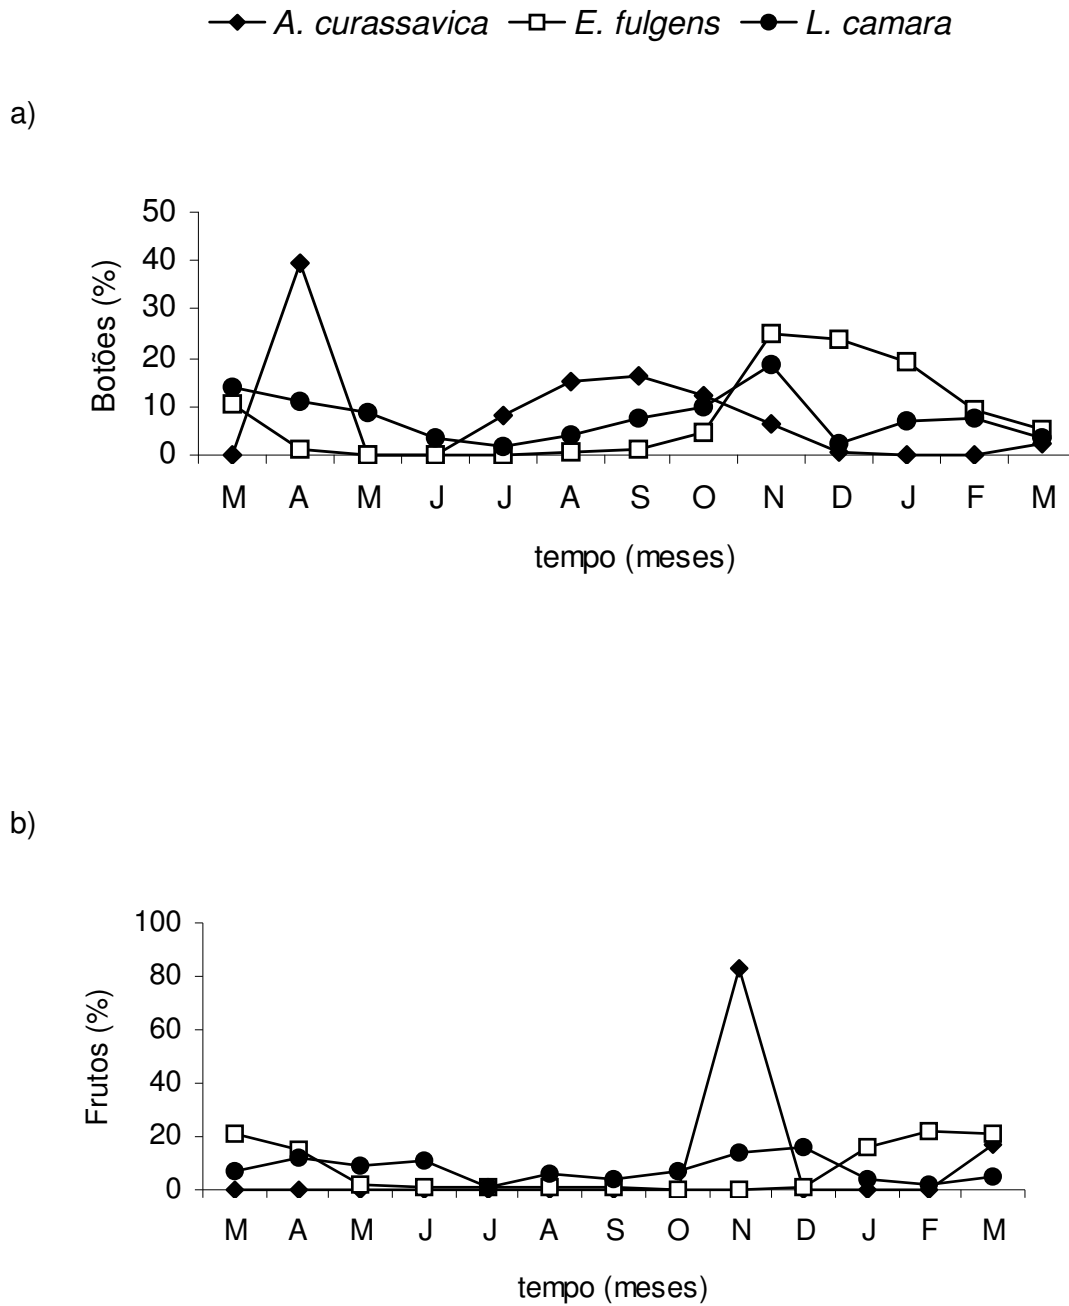 A. curassavica E. fulgens L. camara
a)
50
40
30
20
10
0
Botões (%)
M A M J J A S O N D J F M
tempo (meses)
b)
100
80
60
40
20
0
Frutos (%)
M A M J J A S O N D J F M
tempo (meses)